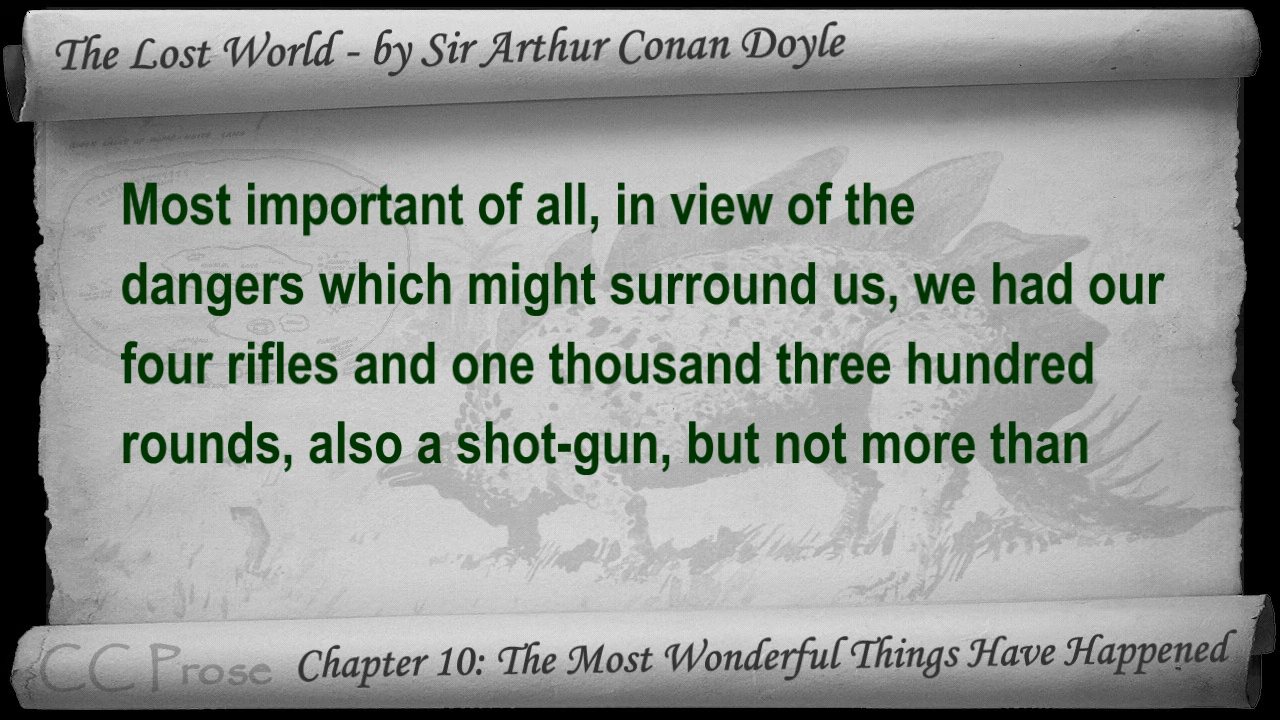 The Lost World - by Sir Arthur Conan Doyle
Most important of all, in view of the
dangers which might surround us, we had our
four rifles and one thousand three hundred
rounds, also a shot-gun, but not more than
CC Prose
Chapter 10: The Most Wonderful Things Have Happened